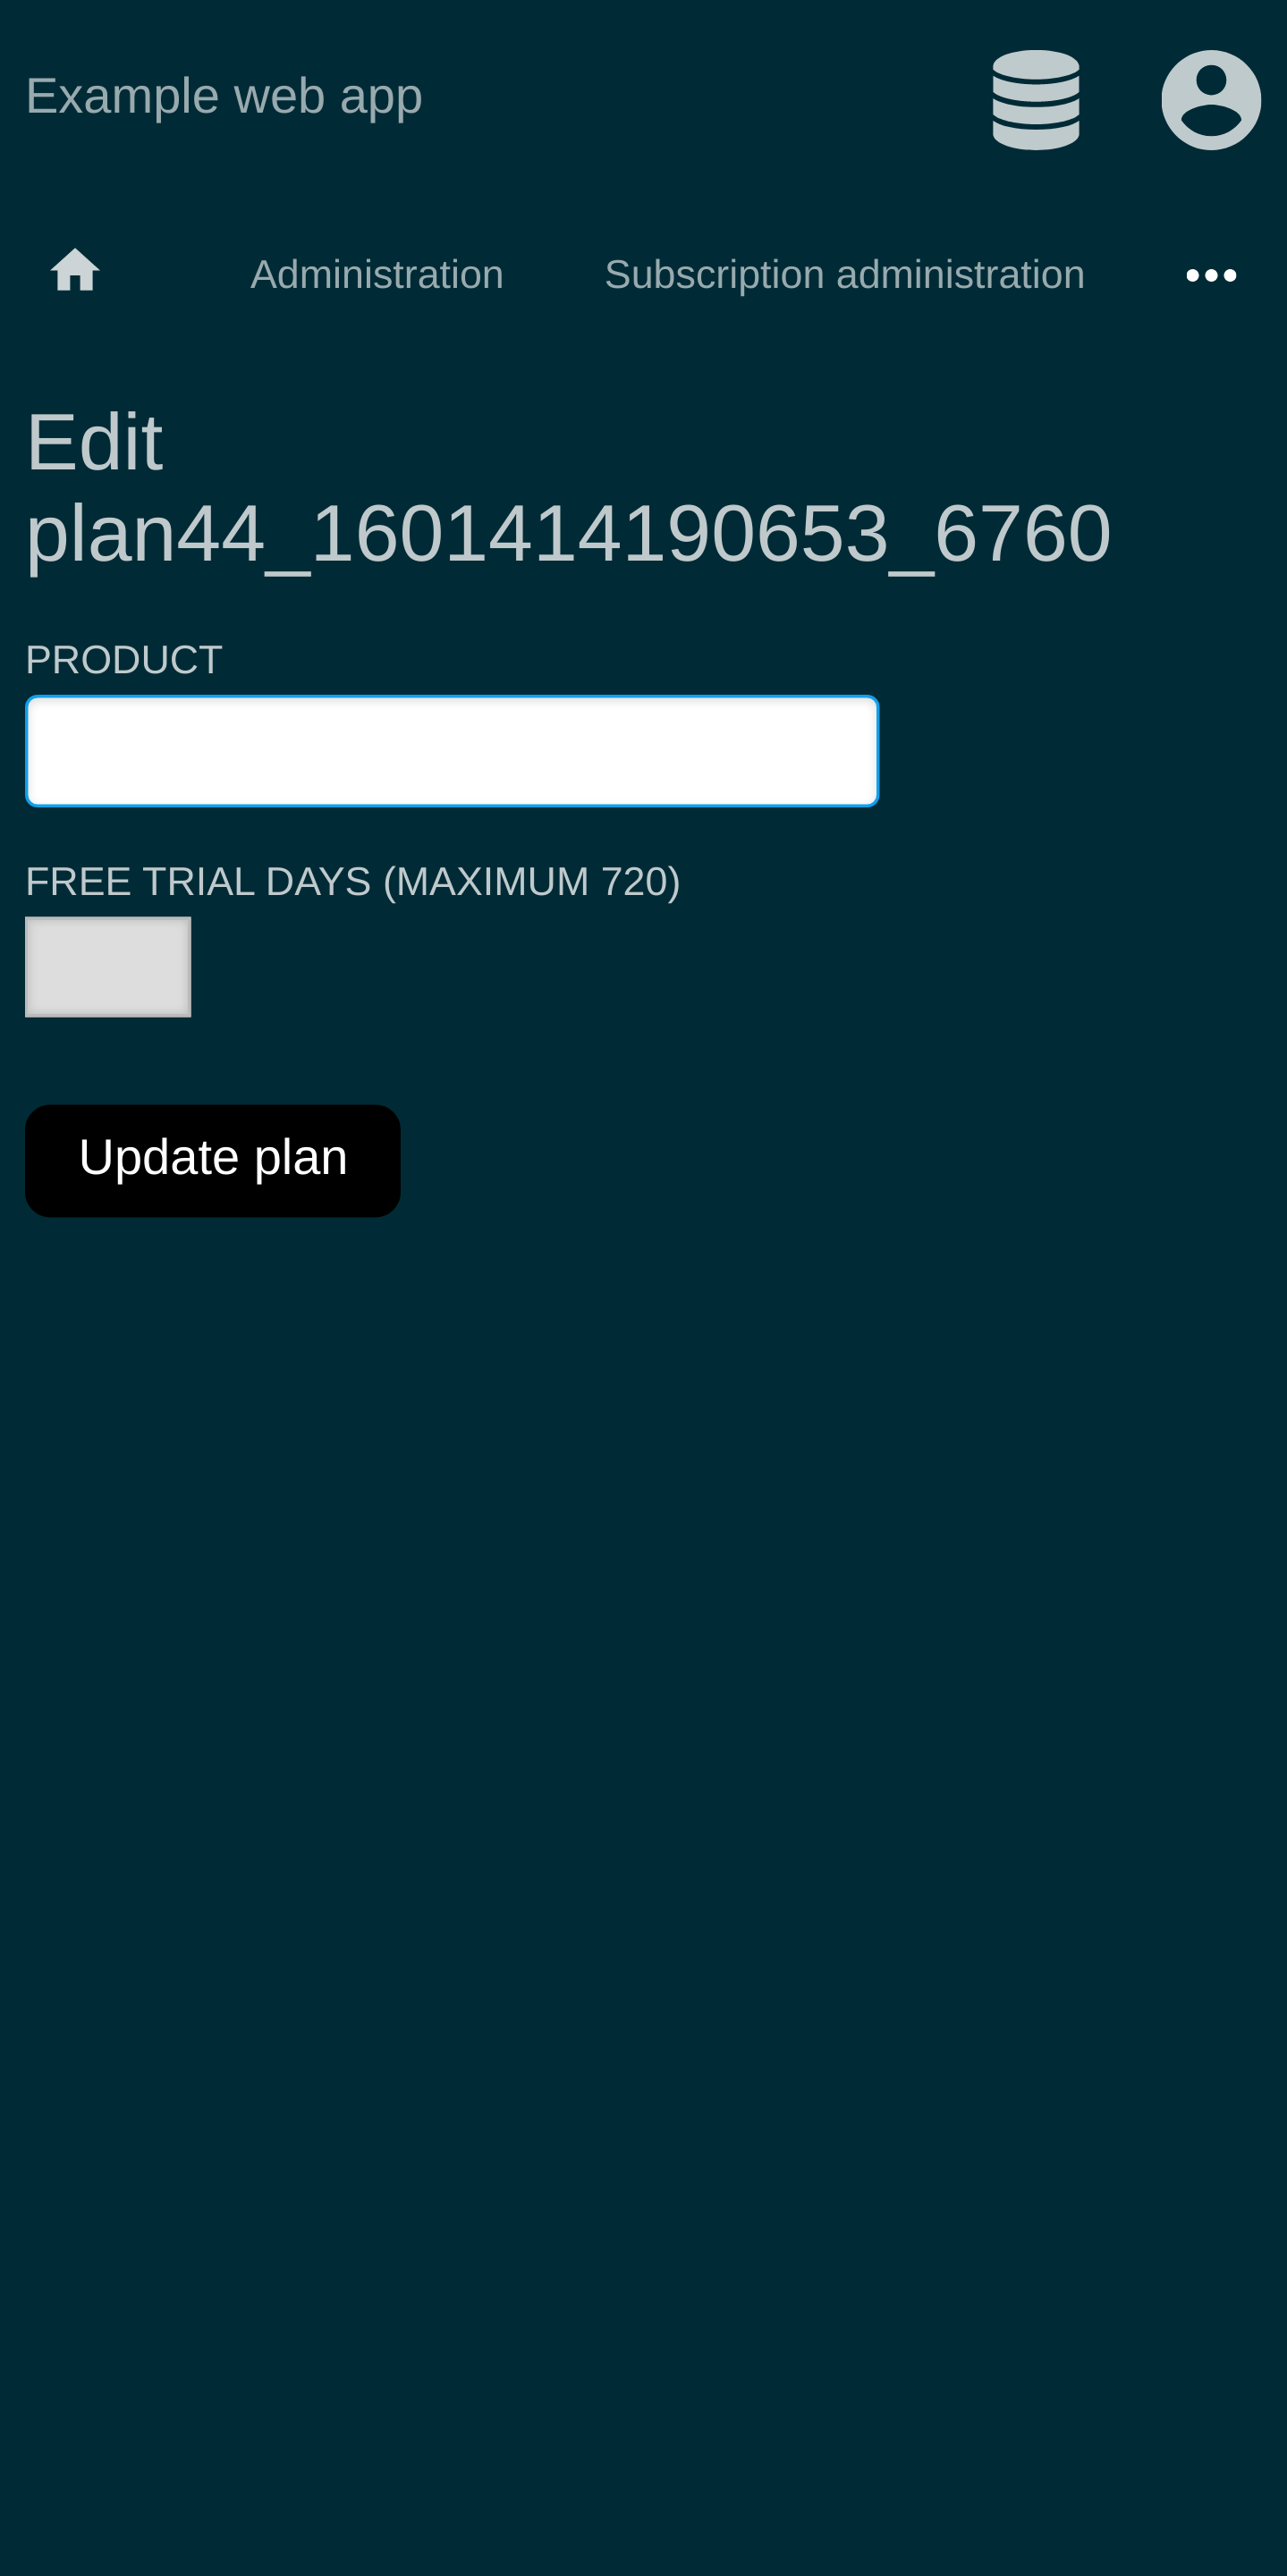 Example web app
Administration Subscription administration
Edit
plan44_1601414190653_6760
PRODUCT
FREE TRIAL DAYS (MAXIMUM 720)
Update plan